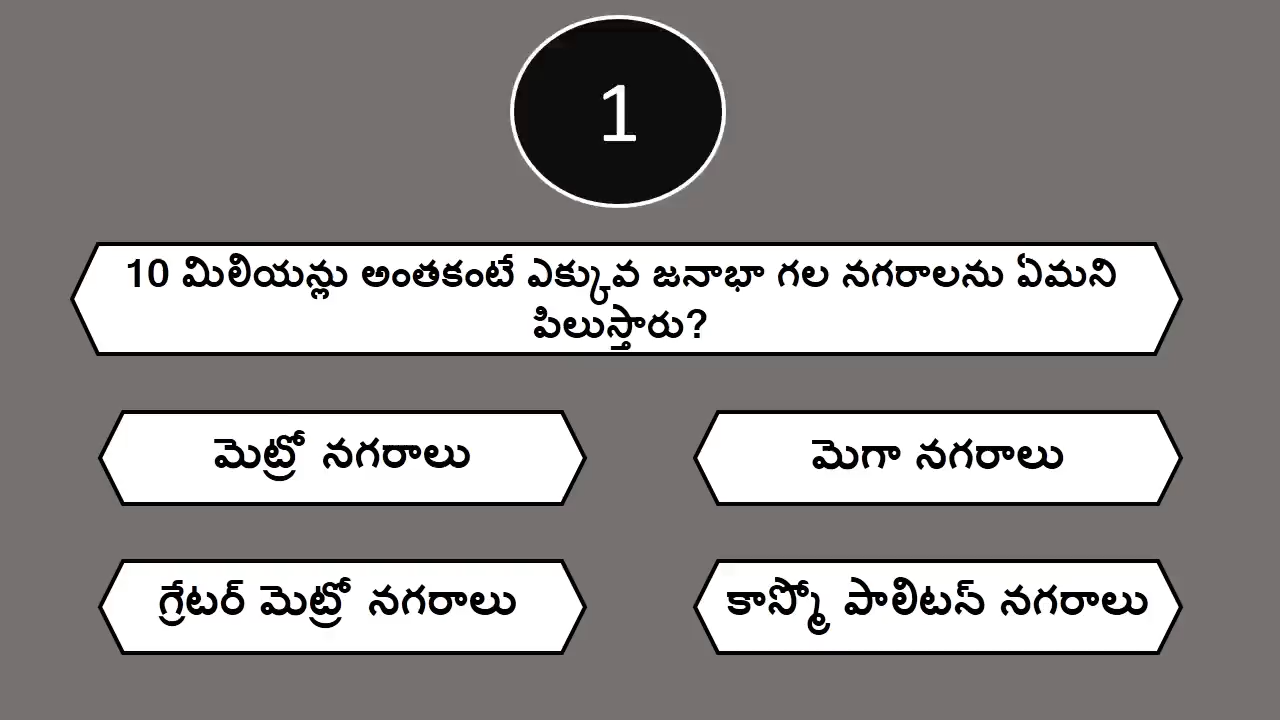 1
10 మిలియన్లు అంతకంటే ఎక్కువ జనాభా గల నగరాలను ఏమని
పిలుస్తారు?
మెట్రో నగరాలు
మెగా నగరాలు
గ్రేటర్ మెట్రో నగరాలు
కాస్మో పాలిటస్ నగరాలు